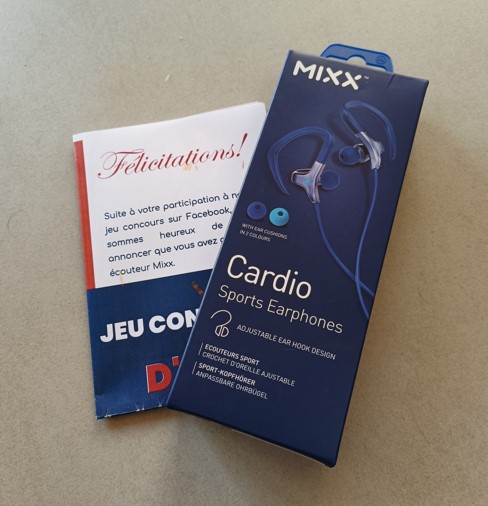 Félicitations!
Suite à votre participation à
jeu concours sur Facebook,
sommes heureux de
annoncer que vous avez
écouteur Mixx.
JEU CON
D'
MIXX™
WITH EAR CUSHIONS
IN 2 COLOURS
Cardio
Sports Earphones
ADJUSTABLE EAR HOOK DESIGN
ECOUTEURS SPORT
CROCHET D'OREILLE AJUSTABLE
SPORT-KOPFHÖRER
ANPASSBARE OHRBÜGEL